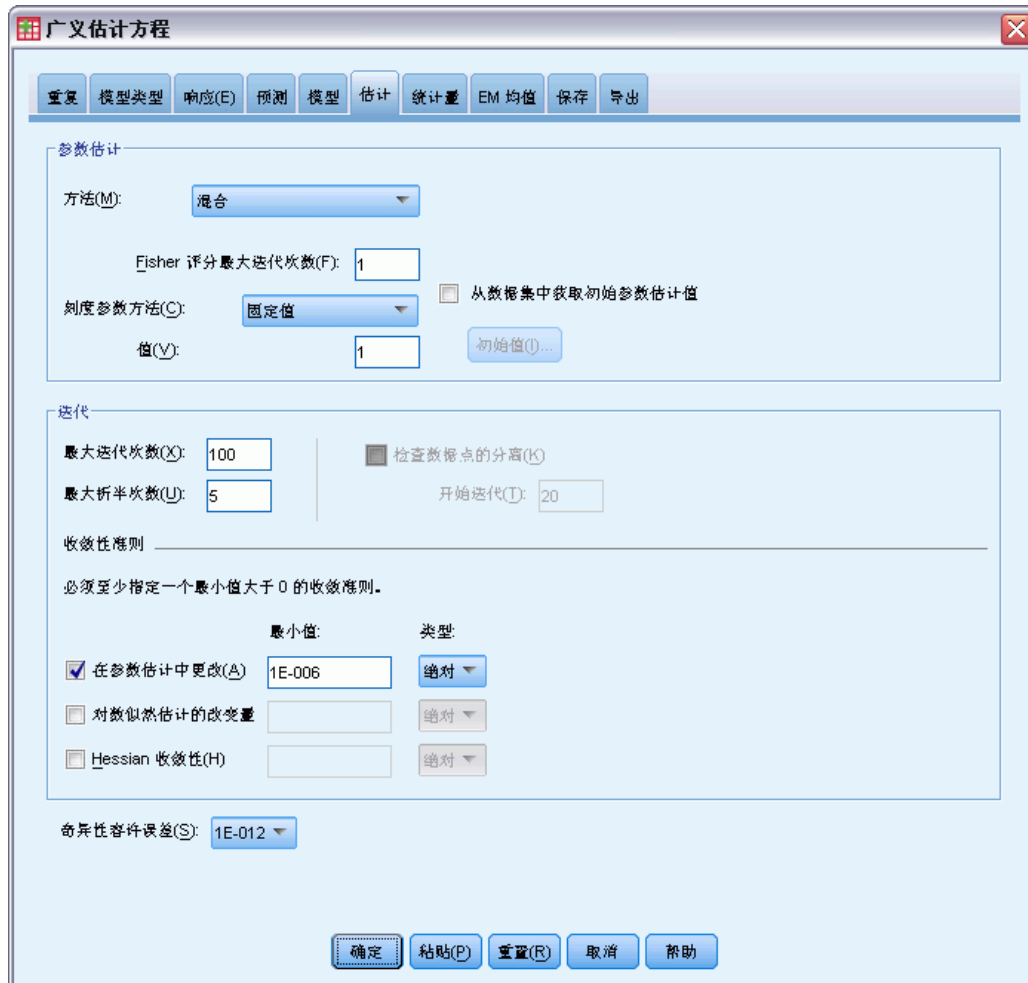 广义估计方程
重复 模型类型 响应(E) 预测 模型 估计 统计量 EM 均值 保存 导出
参数估计
方法(M): 混合
Fisher 评分最大迭代次数(F): 1
从数据集中获取初始参数估计值
刻度参数方法(C): 固定值
值(V): 1
初始值(I)...
迭代
最大迭代次数(X): 100
检查数据点的分离(K)
最大折半次数(U): 5
开始迭代(T): 20
收敛性准则
必须至少指定一个最小值大于 0 的收敛准则。
最小值: 类型:
在参数估计中更改(A) 1E-006 绝对
对数似然估计的改变量 绝对
Hessian 收敛性(H) 绝对
奇异性容许误差(S): 1E-012
确定 粘贴(P) 重置(R) 取消 帮助